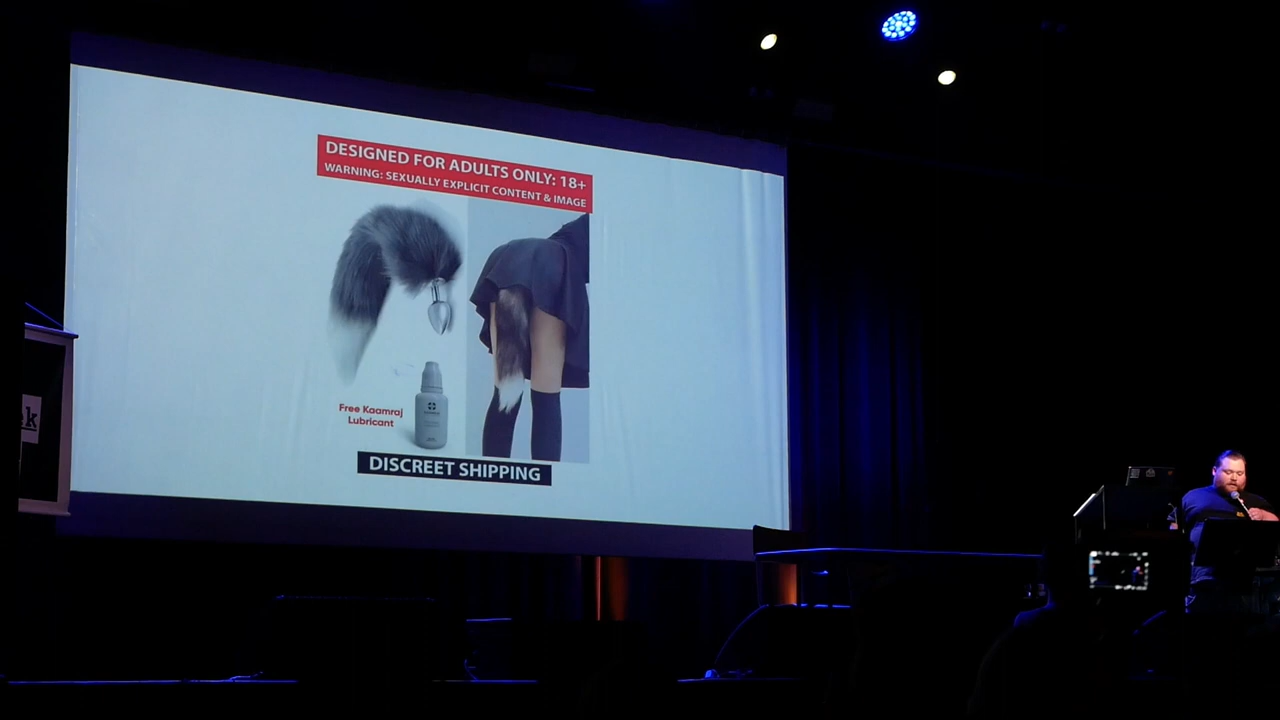 DESIGNED FOR ADULTS ONLY: 18+
WARNING: SEXUALLY EXPLICIT CONTENT & IMAGE
Free Kaamraj
Lubricant
DISCREET SHIPPING